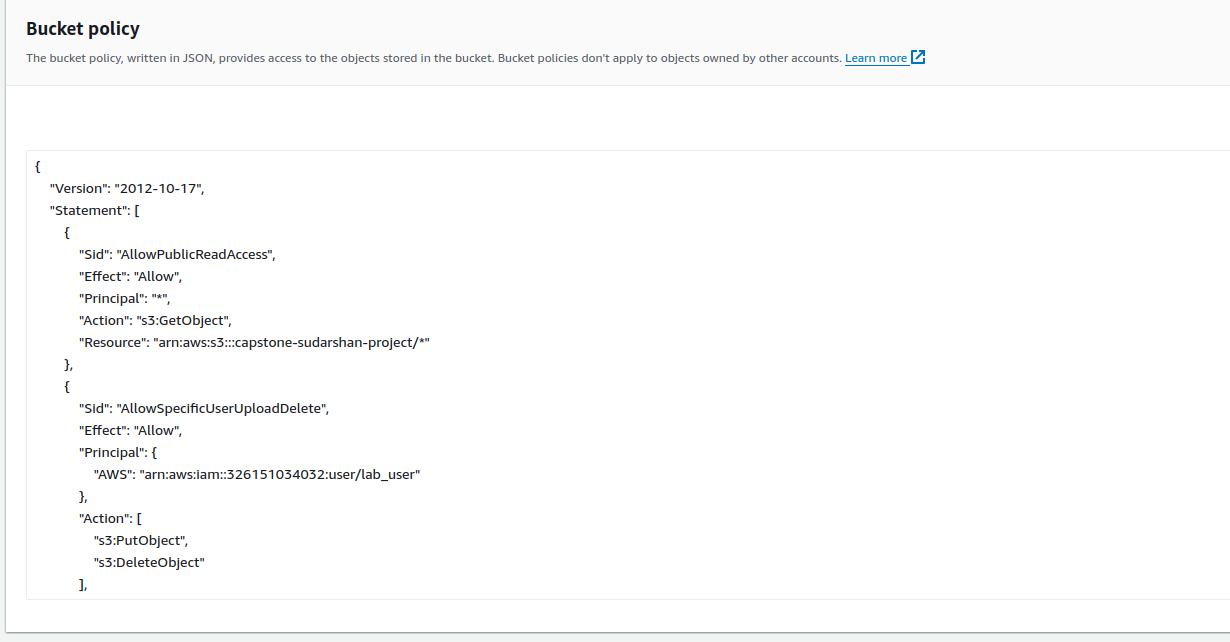 Bucket policy
The bucket policy, written in JSON, provides access to the objects stored in the bucket. Bucket policies don't apply to objects owned by other accounts. Learn more
{
"Version": "2012-10-17",
"Statement": [
{
"Sid": "AllowPublicReadAccess",
"Effect": "Allow",
"Principal": "*",
"Action": "s3:GetObject",
"Resource": "arn:aws:s3:::capstone-sudarshan-project/*"
},
{
"Sid": "AllowSpecificUserUploadDelete",
"Effect": "Allow",
"Principal": {
"AWS": "arn:aws:iam::326151034032:user/lab_user"
},
"Action": [
"s3:PutObject",
"s3:DeleteObject"
],